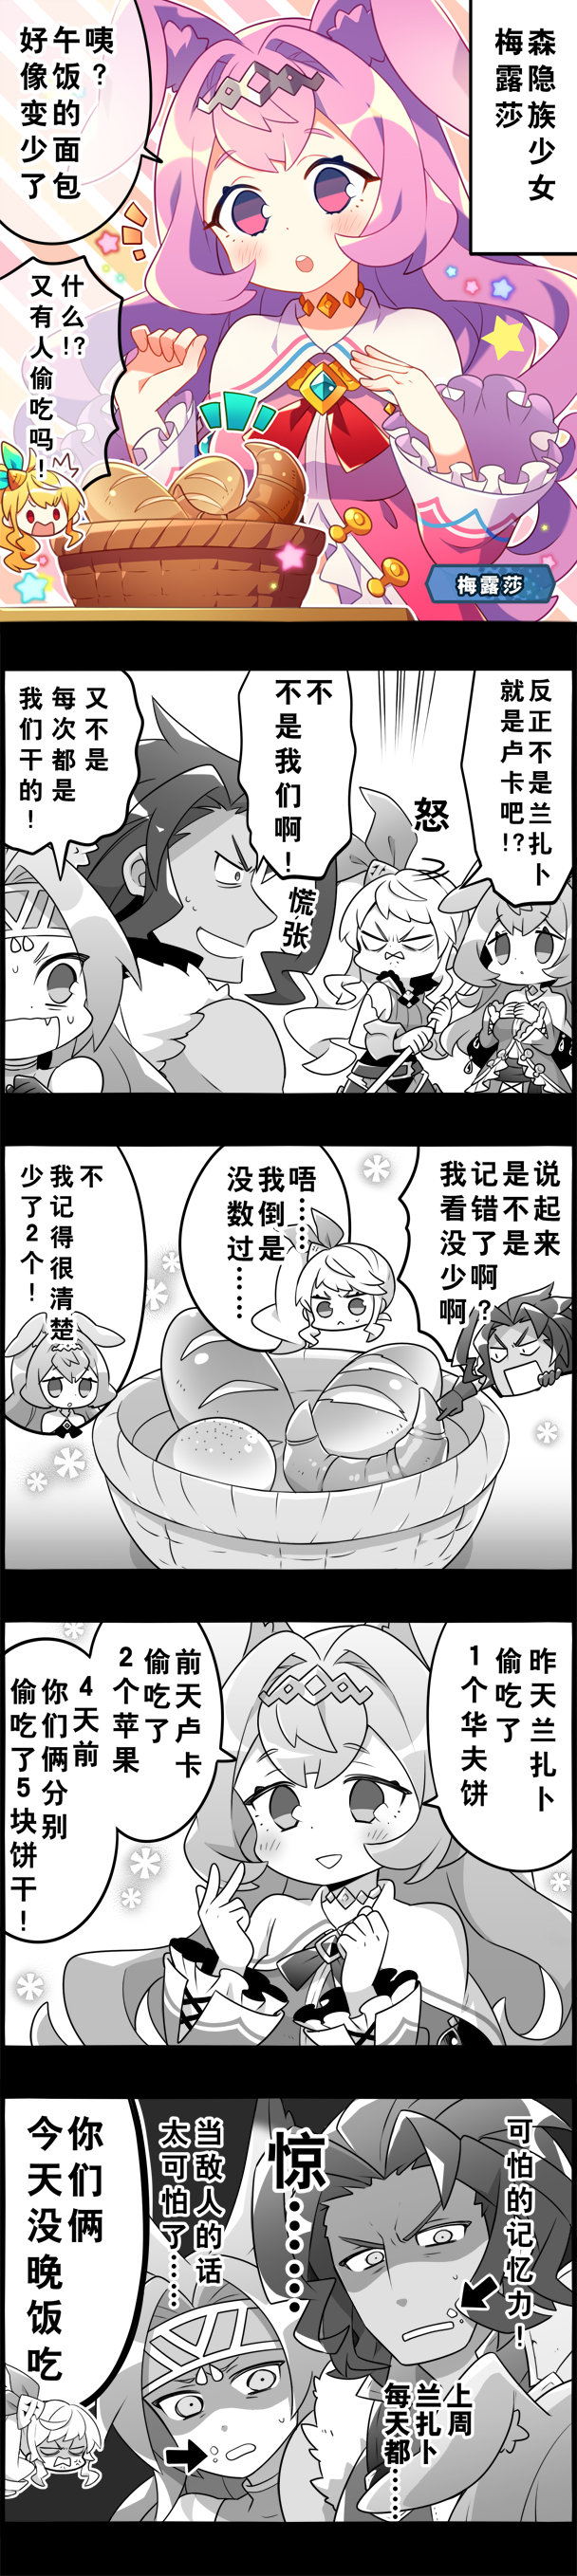 森隐族少女
梅露莎
咦？
午饭的面包
好像变少了
什么!?
又有人偷吃吗！
梅露莎
反正不是兰扎卜
就是卢卡吧!?
怒
不
不是我们啊！
慌张
又不是
每次都是
我们干的！
说起来
是不是
记错了啊？
我看没少啊
唔……
我倒是
没数过……
不
我记得很清楚
少了2个！
昨天兰扎卜
偷吃了
1个华夫饼
前天卢卡
偷吃了
2个苹果
4天前
你们俩分别
偷吃了5块饼干！
可怕的记忆力！
惊………
上周
兰扎卜
每天都……
当敌人的话
太可怕了……
你们俩
今天没晚饭吃